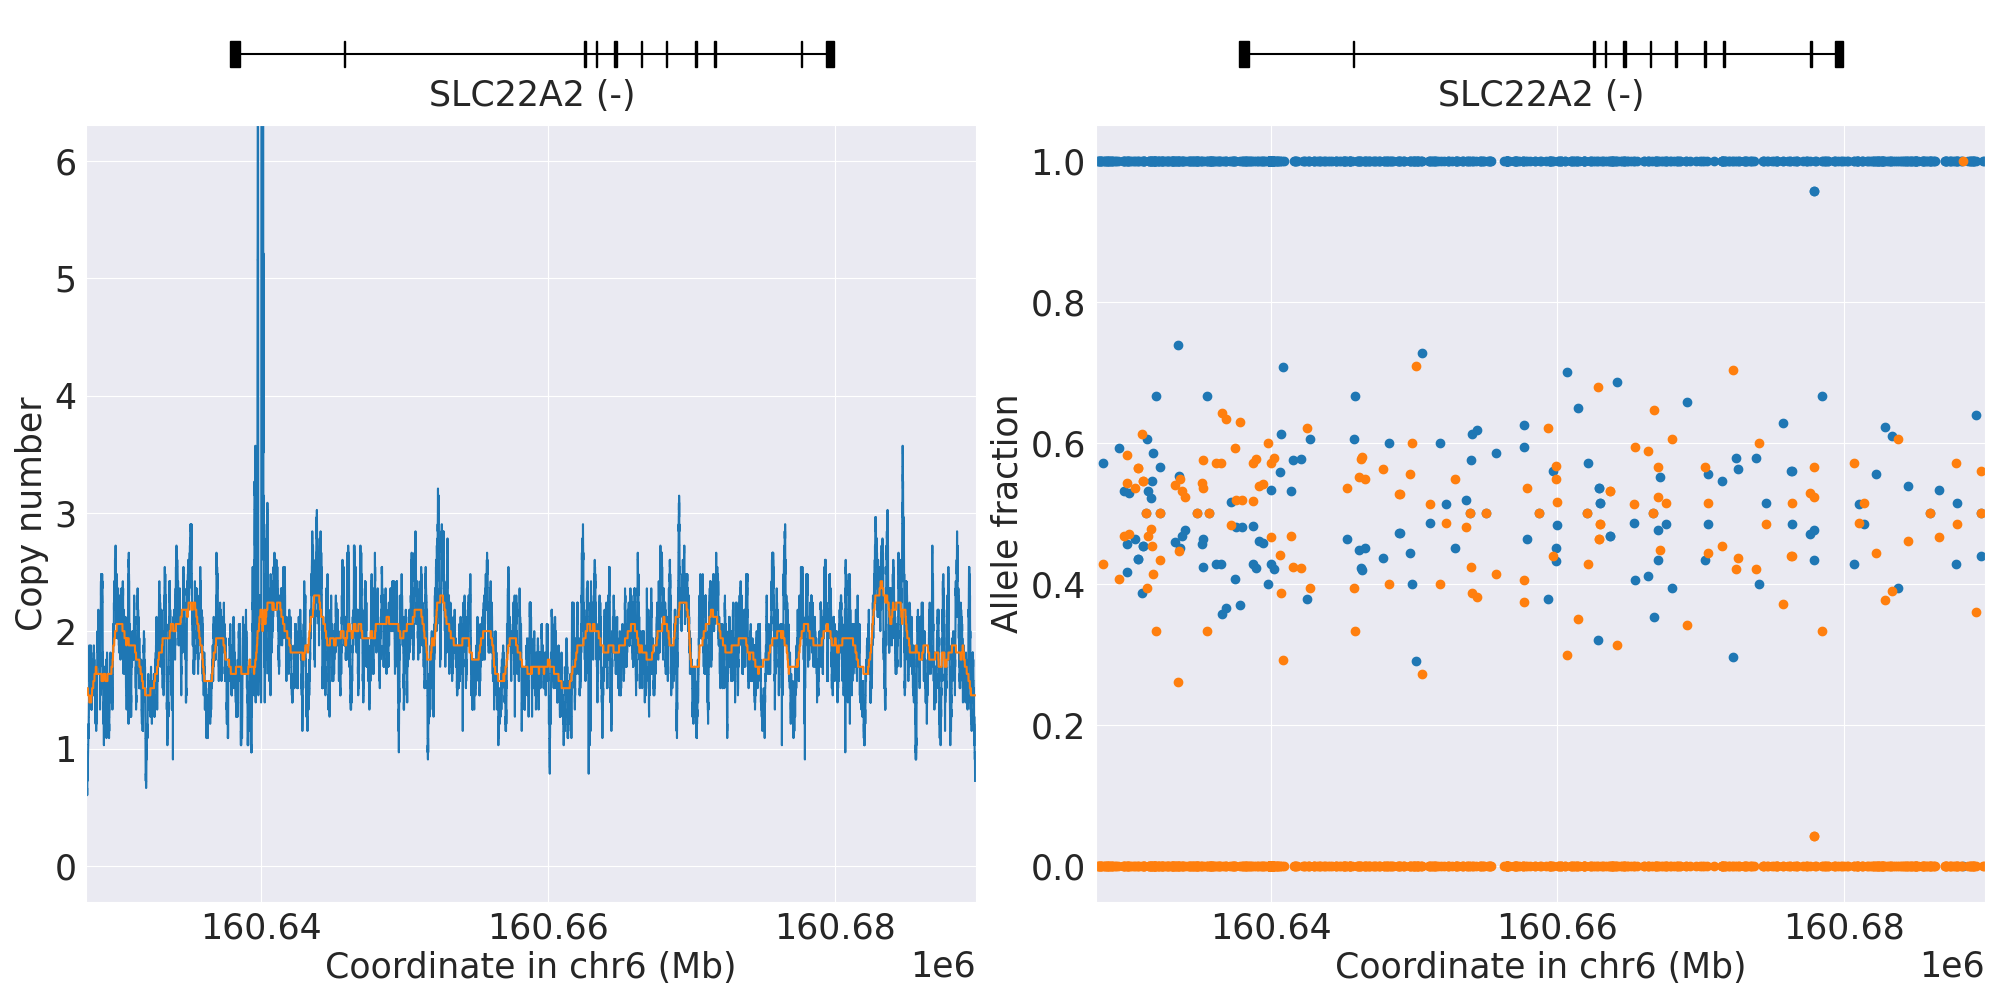 SLC22A2 (-)
6
5
4
3
2
1
0
Copy number
160.64 160.66 160.68
Coordinate in chr6 (Mb)
1e6
SLC22A2 (-)
1.0
0.8
0.6
0.4
0.2
0.0
Allele fraction
160.64 160.66 160.68
Coordinate in chr6 (Mb)
1e6